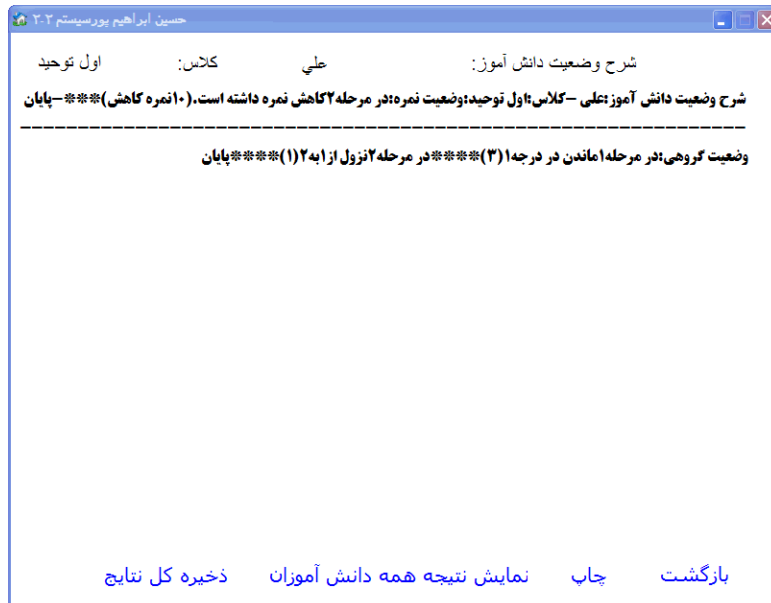 حسین ابراهیم پورسیستم ۲.۲
شرح وضعیت دانش آموز: علي کلاس: اول توحید
شرح وضعیت دانش آموز:علی -کلاس:اول توحید:وضعیت نمره:در مرحله۲کاهش نمره داشته است.(۱۰نمره کاهش)***-پایان
وضعیت گروهی:در مرحله۱ماندن در درجه۱(۳)****در مرحله۲نزول از۱به۲(۱)****پایان
بازگشت چاپ نمایش نتیجه همه دانش آموزان ذخیره کل نتایج